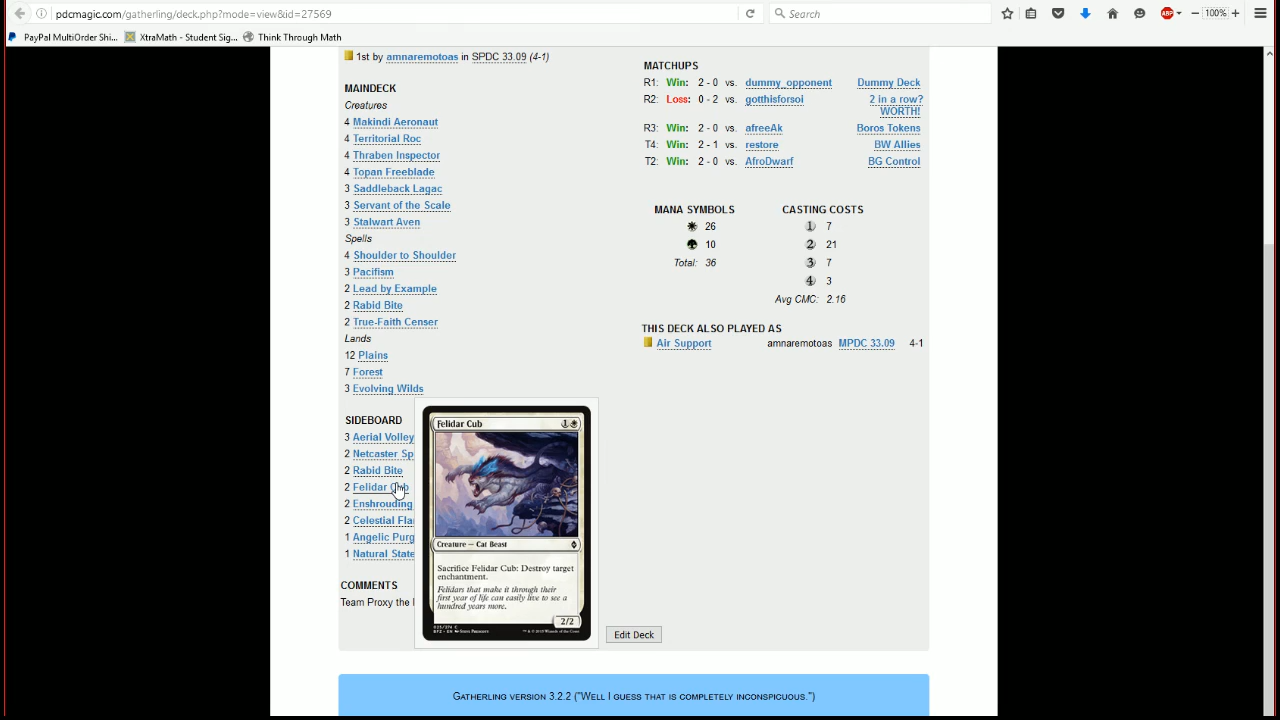 pdcmagic.com/gatherling/deck.php?mode=view&id=27569
Search
100%
PayPal MultiOrder Shi...
XtraMath - Student Sig...
Think Through Math
1st by amnaremotoas in SPDC 33.09 (4-1)
MAINDECK
Creatures
4 Makindi Aeronaut
4 Territorial Roc
4 Thraben Inspector
4 Topan Freeblade
3 Saddleback Lagac
3 Servant of the Scale
3 Stalwart Aven
Spells
4 Shoulder to Shoulder
3 Pacifism
2 Lead by Example
2 Rabid Bite
2 True-Faith Censer
Lands
12 Plains
7 Forest
3 Evolving Wilds
SIDEBOARD
3 Aerial Volley
2 Netcaster Sp
2 Rabid Bite
2 Felidar
2 Enshrouding
2 Celestial Fla
1 Angelic Purg
1 Natural State
COMMENTS
Team Proxy the
Felidar Cub 1
Creature — Cat Beast
Sacrifice Felidar Cub: Destroy target
enchantment.
Felidars that make it through their
first year of life can easily live to see a
hundred years more.
2/2
Edit Deck
MATCHUPS
R1: Win: 2 - 0 vs. dummy_opponent Dummy Deck
R2: Loss: 0 - 2 vs. gotthisforsoi 2 in a row?
WORTH!
R3: Win: 2 - 0 vs. afreeAk Boros Tokens
T4: Win: 2 - 1 vs. restore BW Allies
T2: Win: 2 - 0 vs. AfroDwarf BG Control
MANA SYMBOLS
26
10
Total: 36
CASTING COSTS
1 7
2 21
3 7
4 3
Avg CMC: 2.16
THIS DECK ALSO PLAYED AS
Air Support amnaremotoas MPDC 33.09 4-1
GATHERLING VERSION 3.2.2 ("WELL I GUESS THAT IS COMPLETELY INCONSPICUOUS.")